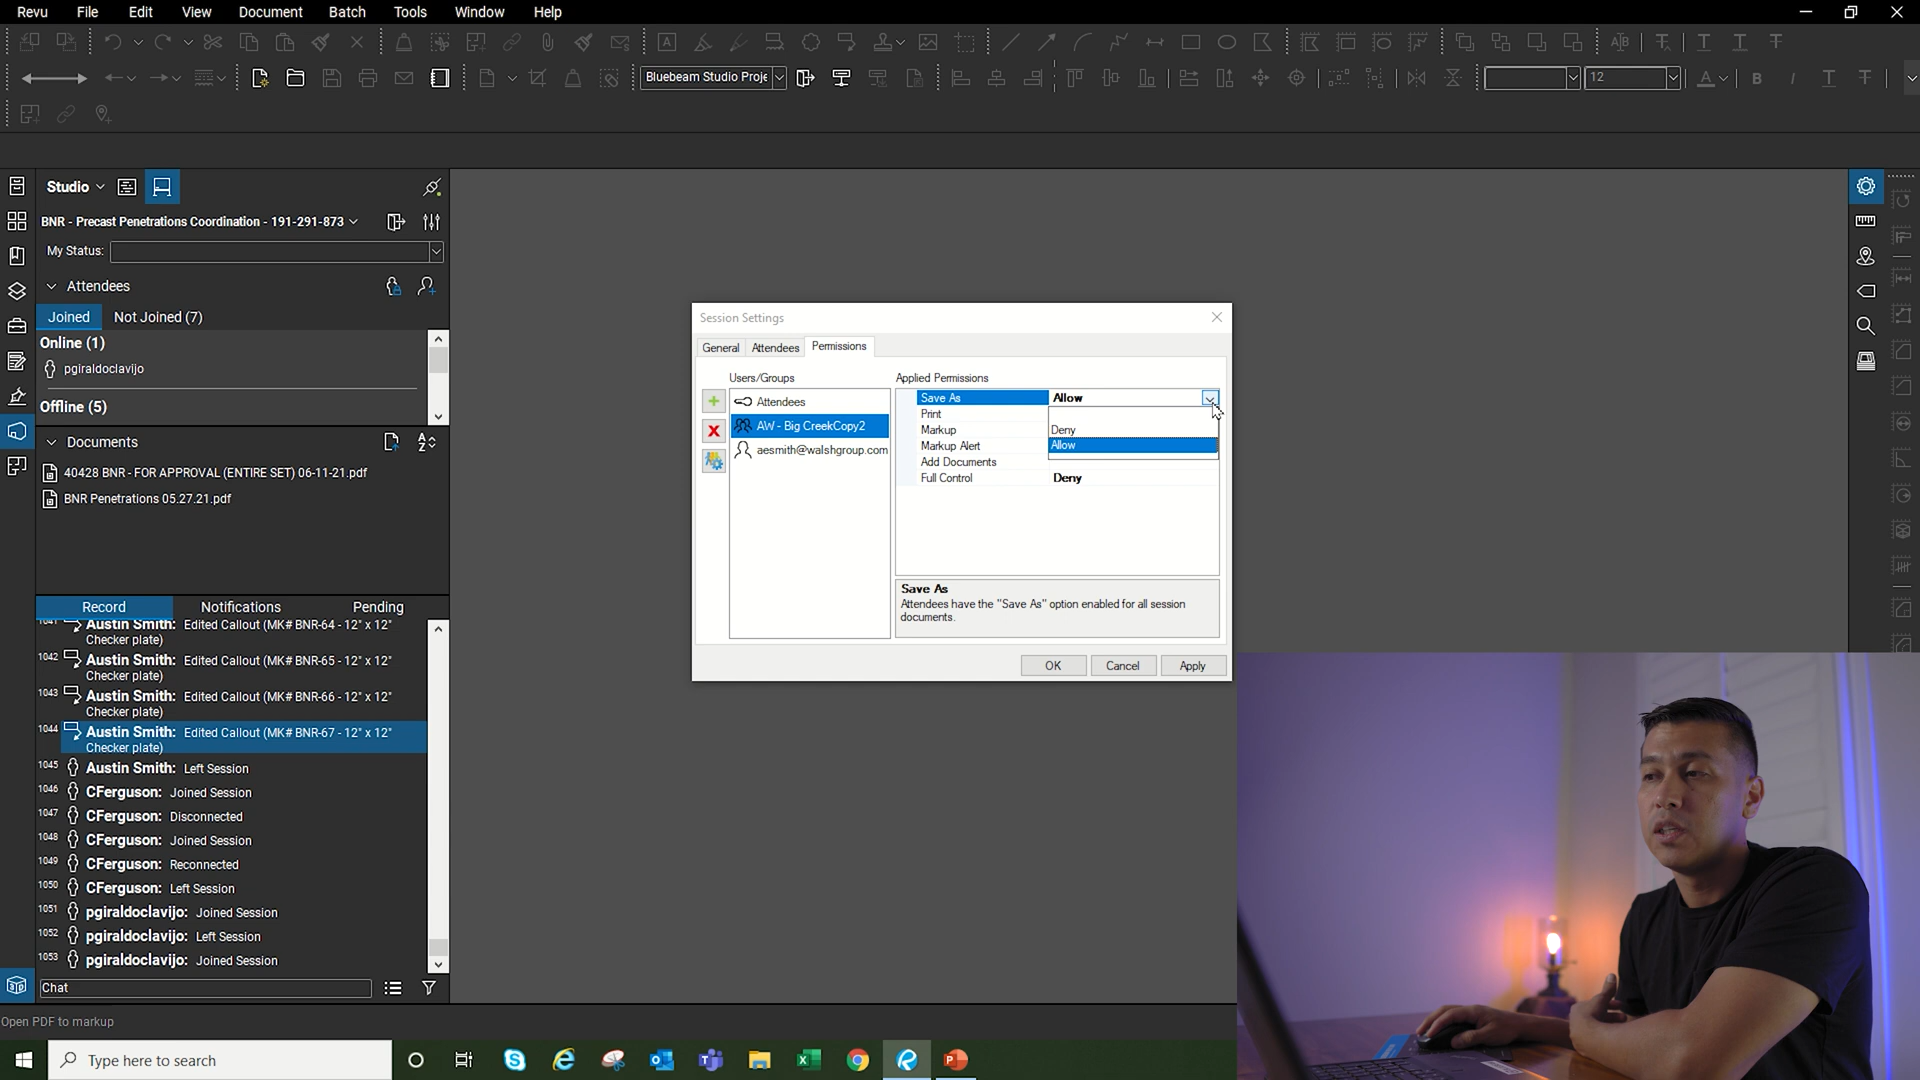 Revu File Edit View Document Batch Tools Window Help
Bluebeam Studio Proje
12
Studio
BNR - Precast Penetrations Coordination - 191-291-873
My Status:
Attendees
Joined Not Joined (7)
Online (1)
pgiraldoclavijo
Offline (5)
Documents
40428 BNR - FOR APPROVAL (ENTIRE SET) 06-11-21.pdf
BNR Penetrations 05.27.21.pdf
Record Notifications Pending
1041 Austin Smith: Edited Callout (MK# BNR-64 - 12" x 12"
Checker plate)
1042 Austin Smith: Edited Callout (MK# BNR-65 - 12" x 12"
Checker plate)
1043 Austin Smith: Edited Callout (MK# BNR-66 - 12" x 12"
Checker plate)
1044 Austin Smith: Edited Callout (MK# BNR-67 - 12" x 12"
Checker plate)
1045 Austin Smith: Left Session
1046 CFerguson: Joined Session
1047 CFerguson: Disconnected
1048 CFerguson: Joined Session
1049 CFerguson: Reconnected
1050 CFerguson: Left Session
1051 pgiraldoclavijo: Joined Session
1052 pgiraldoclavijo: Left Session
1053 pgiraldoclavijo: Joined Session
Chat
Open PDF to markup
Type here to search
Session Settings
General Attendees Permissions
Users/Groups
Attendees
AW - Big CreekCopy2
aesmith@walshgroup.com
Applied Permissions
Save As Allow
Print
Markup Deny
Markup Alert Allow
Add Documents
Full Control Deny
Save As
Attendees have the "Save As" option enabled for all session
documents.
OK Cancel Apply